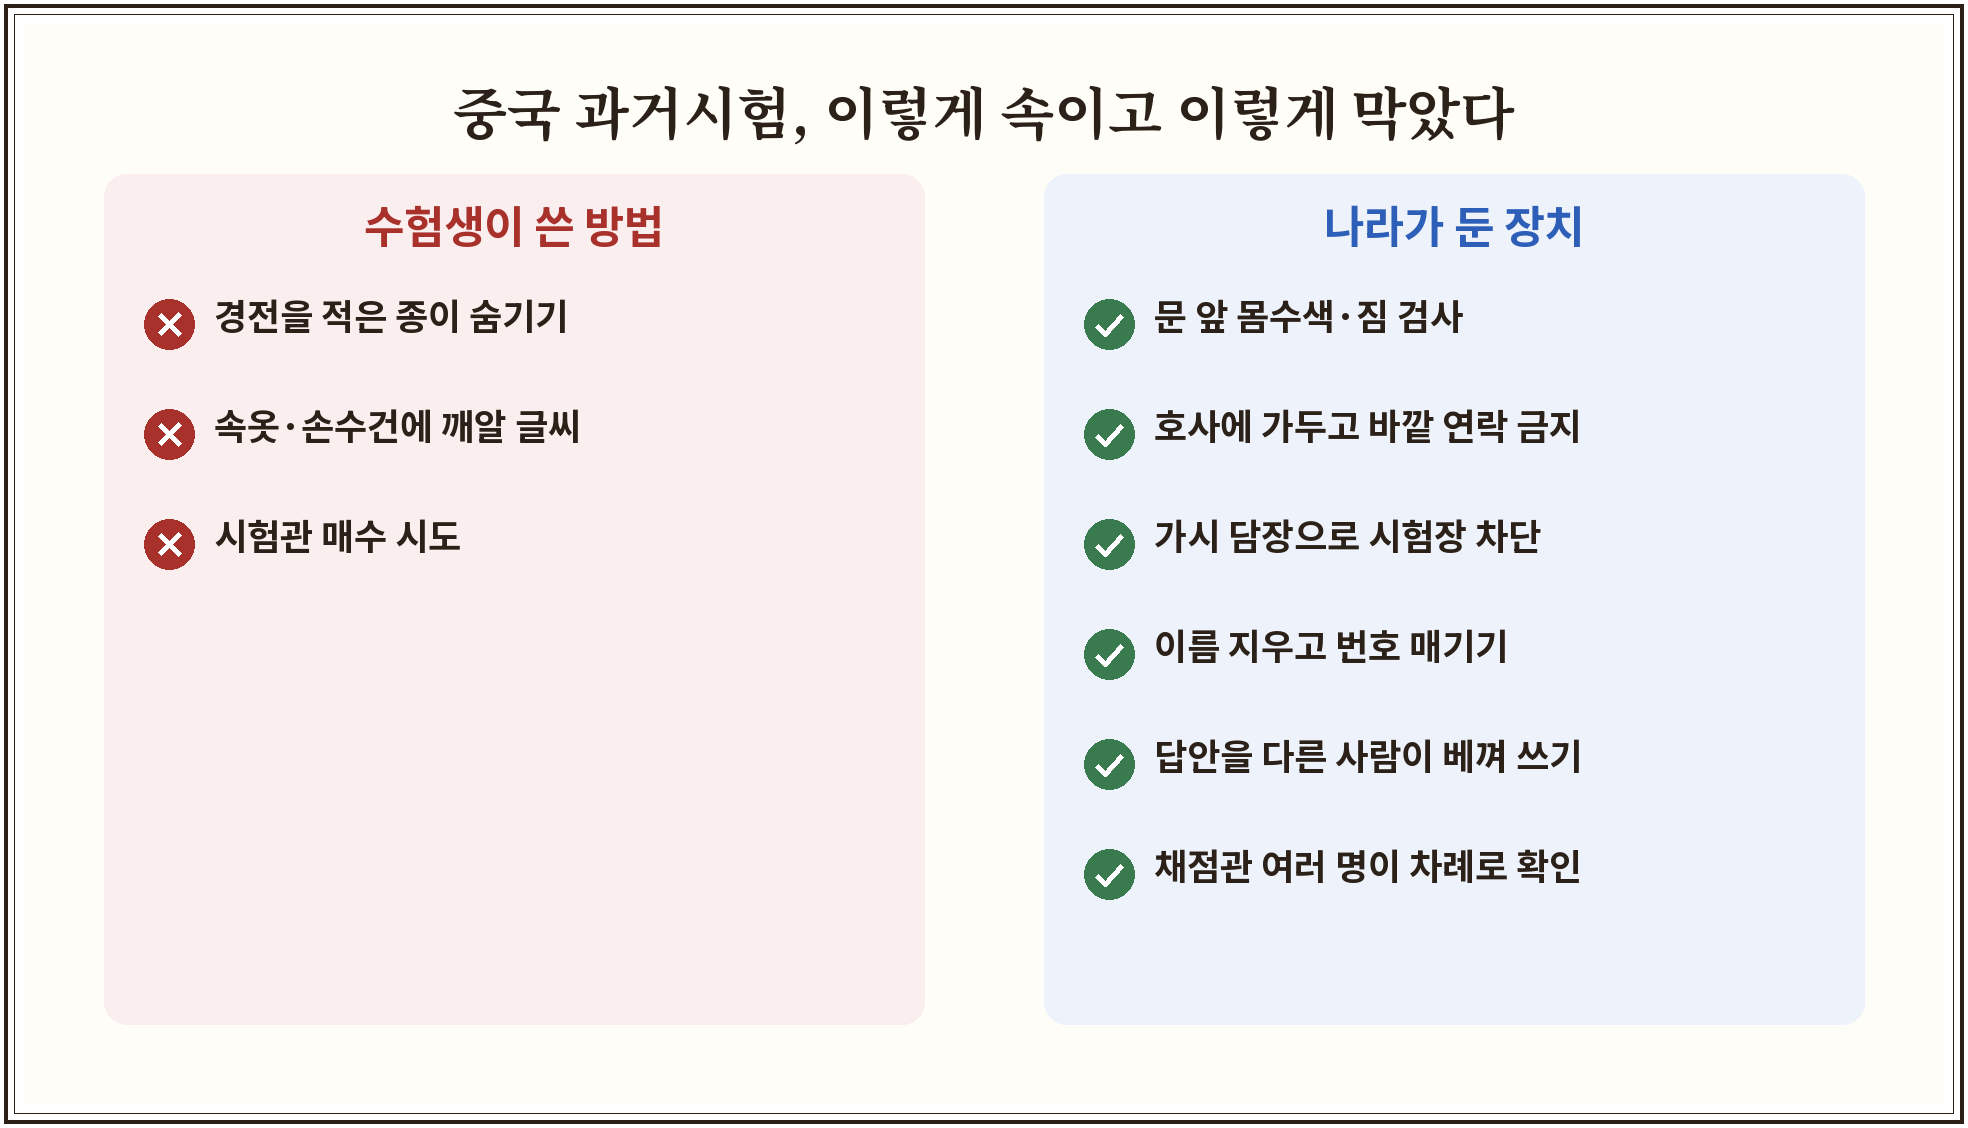 중국 과거시험, 이렇게 속이고 이렇게 막았다
수험생이 쓴 방법
경전을 적은 종이 숨기기
속옷·손수건에 깨알 글씨
시험관 매수 시도
나라가 둔 장치
문 앞 몸수색·짐 검사
호사에 가두고 바깥 연락 금지
가시 담장으로 시험장 차단
이름 지우고 번호 매기기
답안을 다른 사람이 베껴 쓰기
채점관 여러 명이 차례로 확인